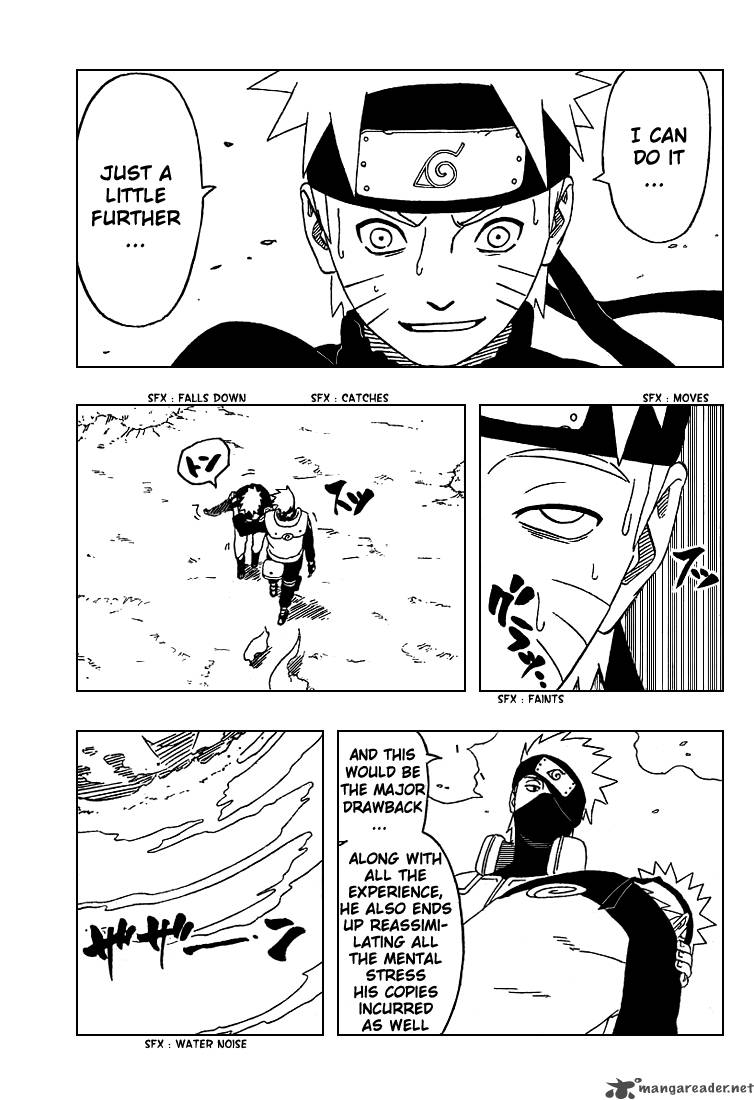 I CAN
DO IT
...
JUST A
LITTLE
FURTHER
...
SFX : MOVES
フッ
グラッ...
SFX : FAINTS
SFX : FALLS DOWN
SFX : CATCHES
トン
スッ
AND THIS
WOULD BE
THE MAJOR
DRAWBACK
...
ALONG WITH
ALL THE
EXPERIENCE,
HE ALSO ENDS
UP REASSIMI-
LATING ALL
THE MENTAL
STRESS
HIS COPIES
INCURRED
AS WELL
ザザー・・
SFX : WATER NOISE
mangareader.net